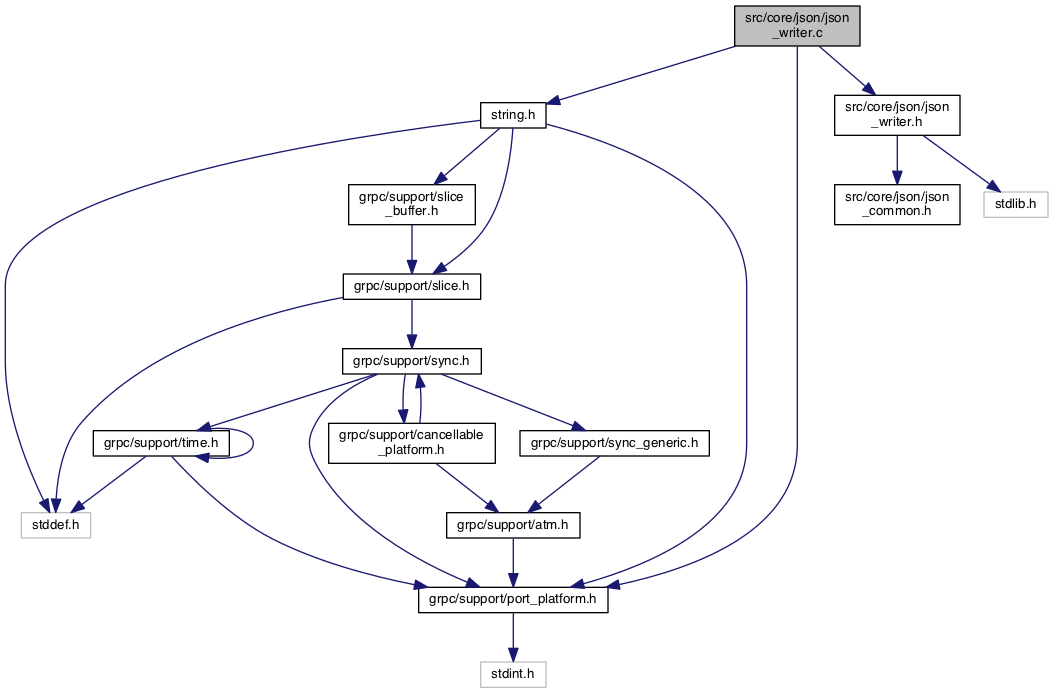 src/core/json/json
_writer.c
string.h
src/core/json/json
_writer.h
grpc/support/slice
_buffer.h
src/core/json/json
_common.h
stdlib.h
grpc/support/slice.h
grpc/support/sync.h
grpc/support/time.h
grpc/support/cancellable
_platform.h
grpc/support/sync_generic.h
stddef.h
grpc/support/atm.h
grpc/support/port_platform.h
stdint.h